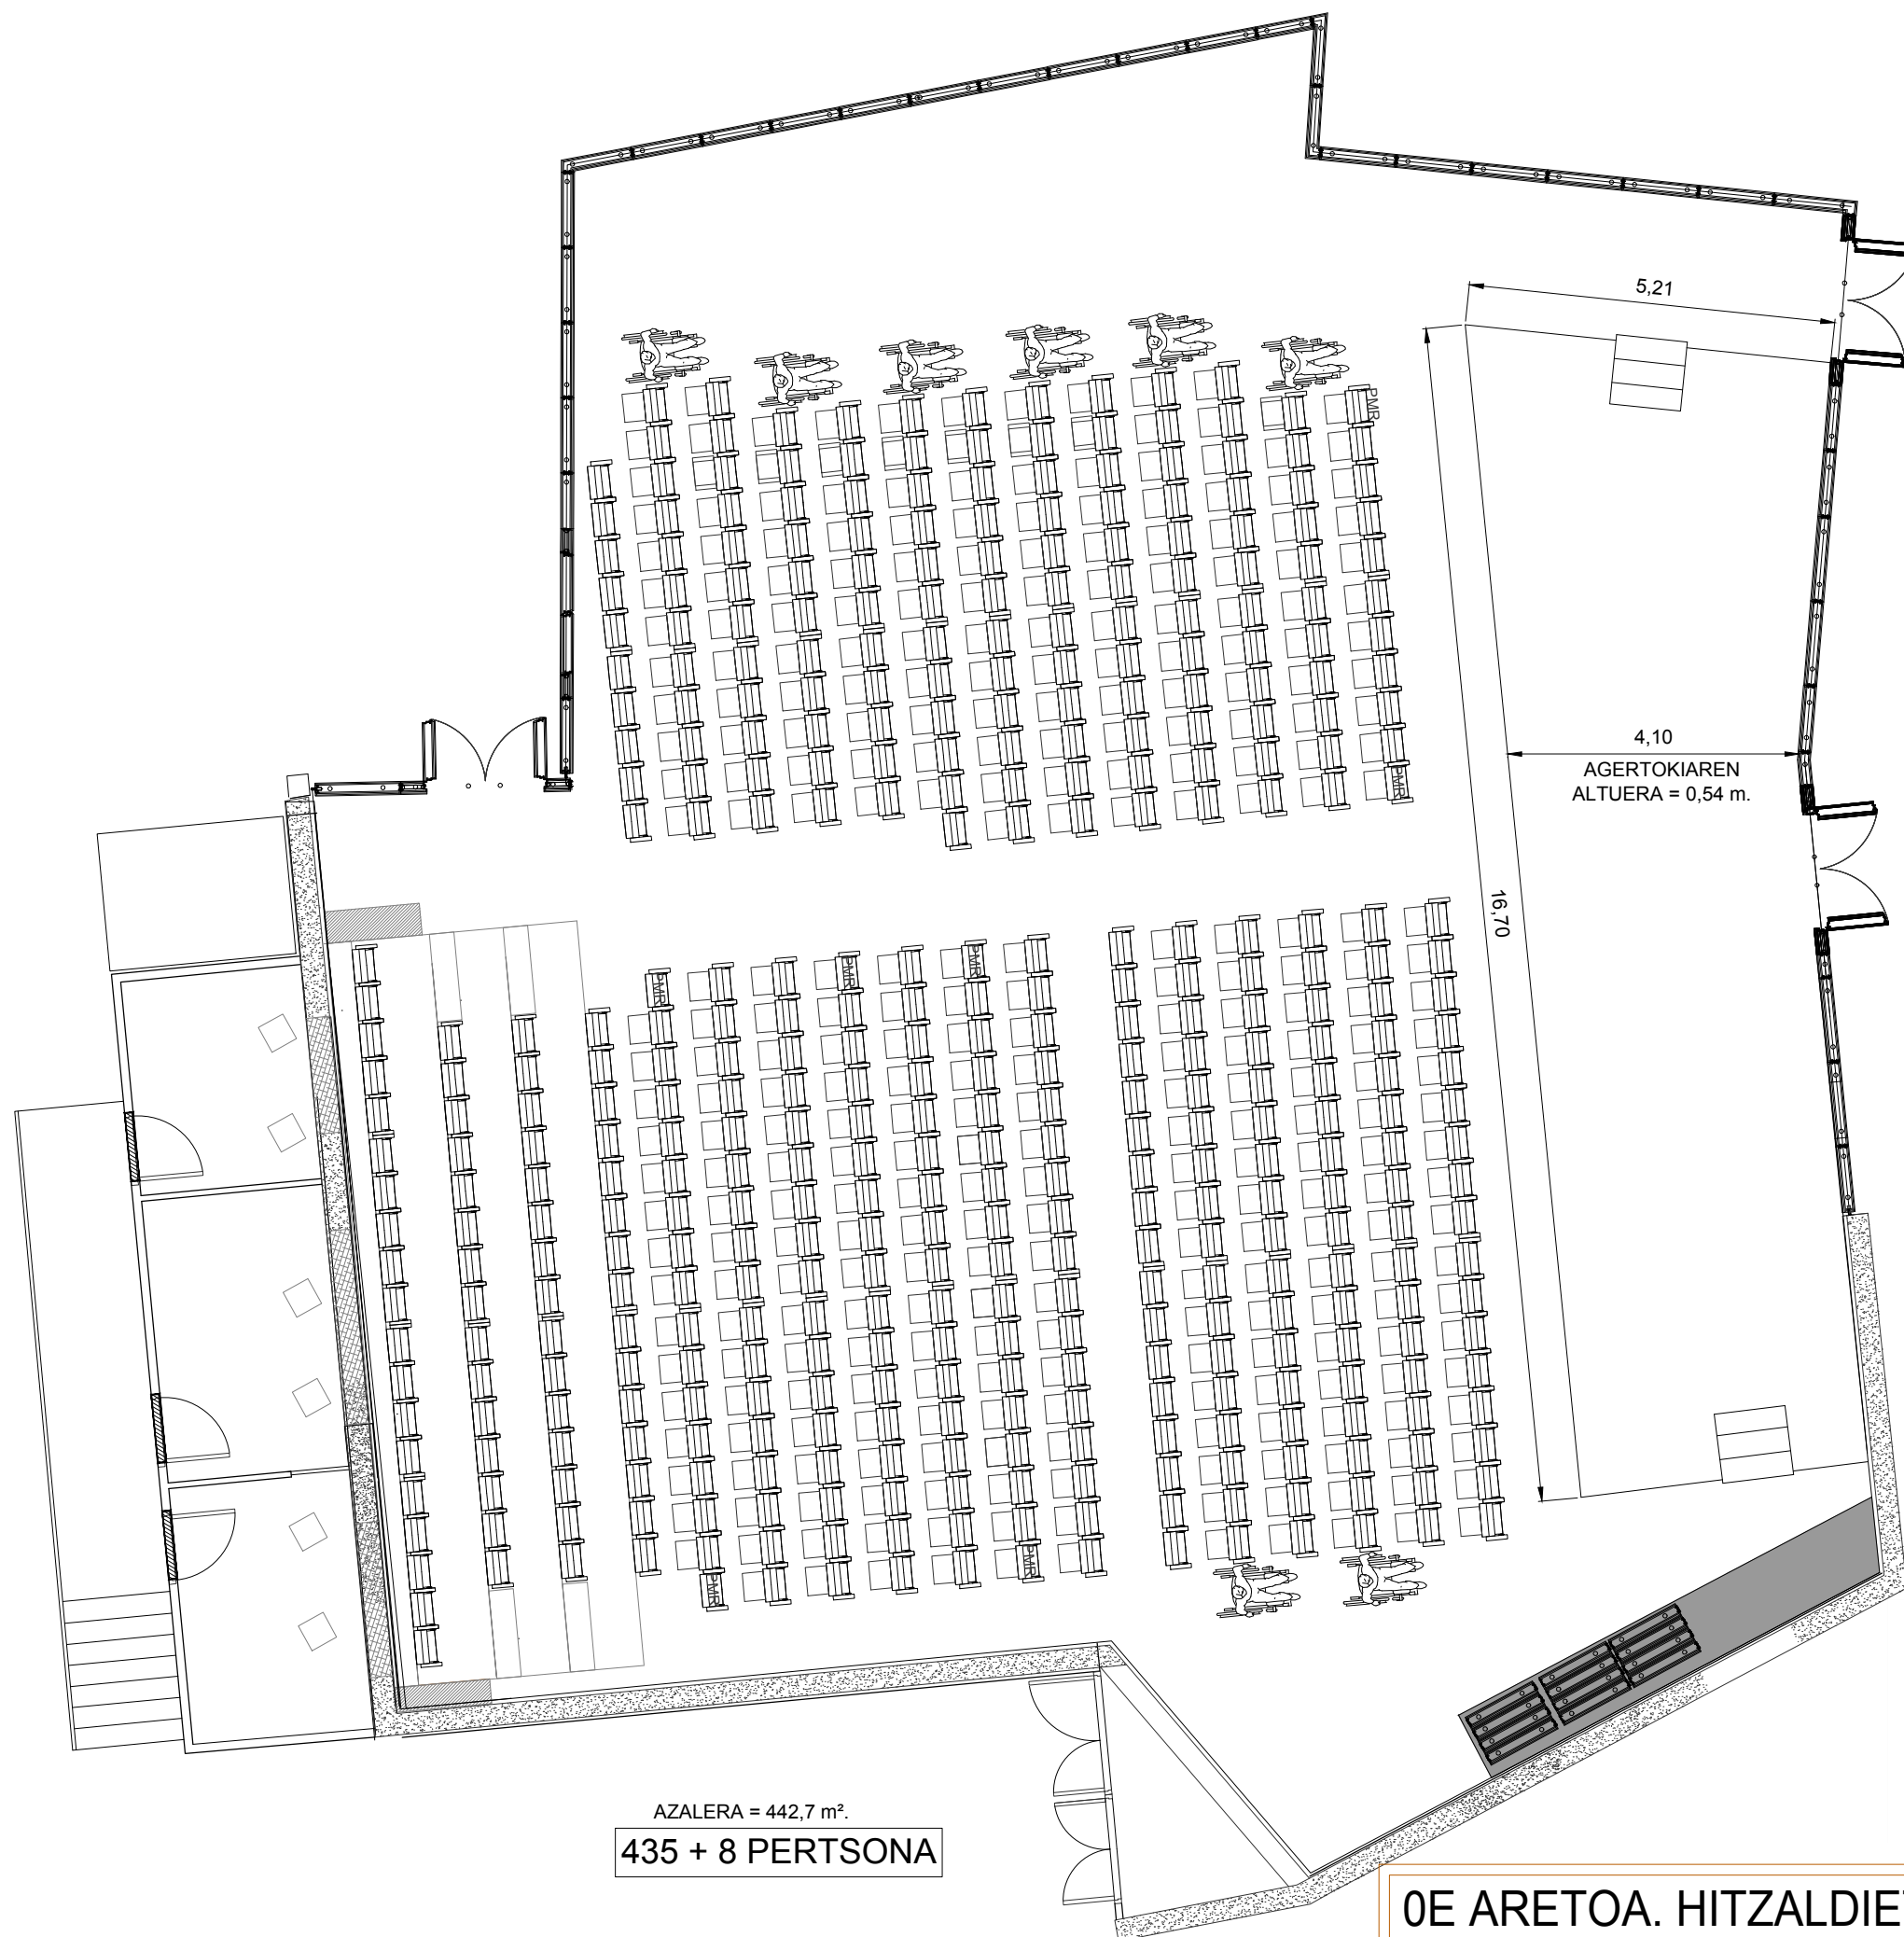 5,21
PMR
4,10
AGERTOKIAREN
ALTUERA = 0,54 m.
PMR
16,70
PMR
PMR
PMR
PMR
PMR
AZALERA = 442,7 m².
435 + 8 PERTSONA
0E ARETOA. HITZALDIE